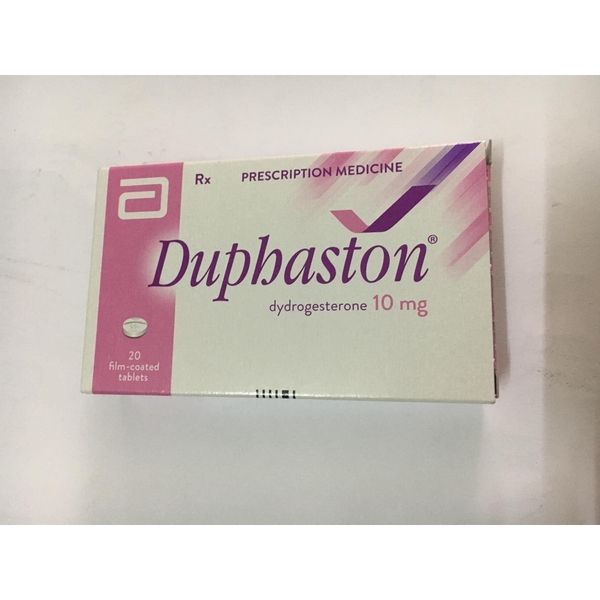 Rx PRESCRIPTION MEDICINE
Duphaston®
dydrogesterone 10 mg
20
film-coated
tablets